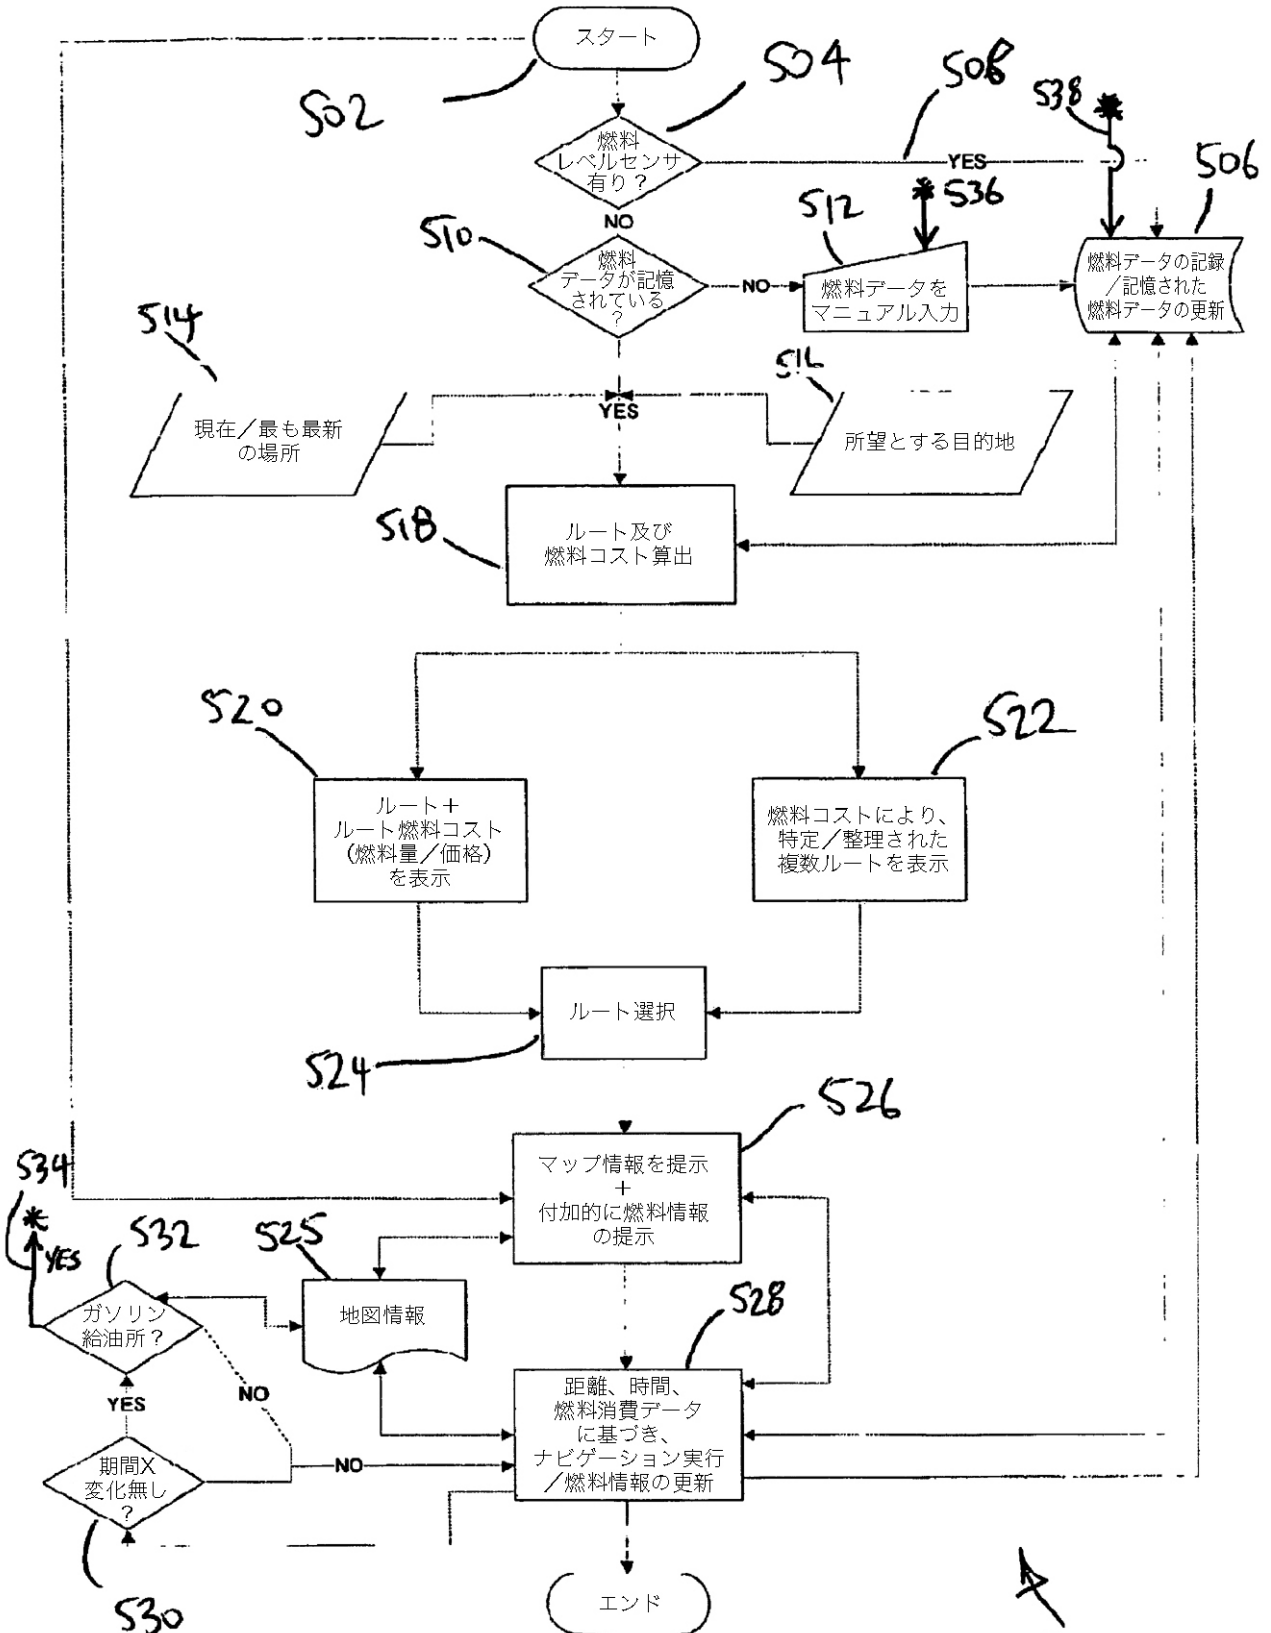 スタート
502
504
508
538
燃料
レベルセンサ
有り？
YES
506
NO
510
512
536
燃料
データが記憶
されている
？
NO
燃料データを
マニュアル入力
燃料データの記録
／記憶された
燃料データの更新
514
516
YES
現在／最も最新
の場所
所望とする目的地
518
ルート及び
燃料コスト算出
520
522
ルート＋
ルート燃料コスト
(燃料量／価格)
を表示
燃料コストにより、
特定／整理された
複数ルートを表示
ルート選択
524
526
マップ情報を提示
＋
付加的に燃料情報
の提示
534
YES
532
525
ガソリン
給油所？
地図情報
528
YES
NO
距離、時間、
燃料消費データ
に基づき、
ナビゲーション実行
／燃料情報の更新
期間X
変化無し
？
NO
530
エンド